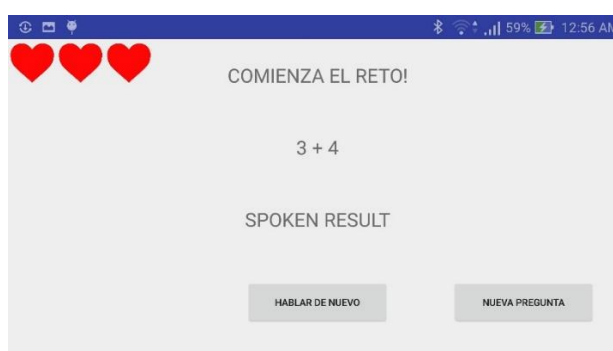 59% 12:56 AM
COMIENZA EL RETO!
3 + 4
SPOKEN RESULT
HABLAR DE NUEVO NUEVA PREGUNTA